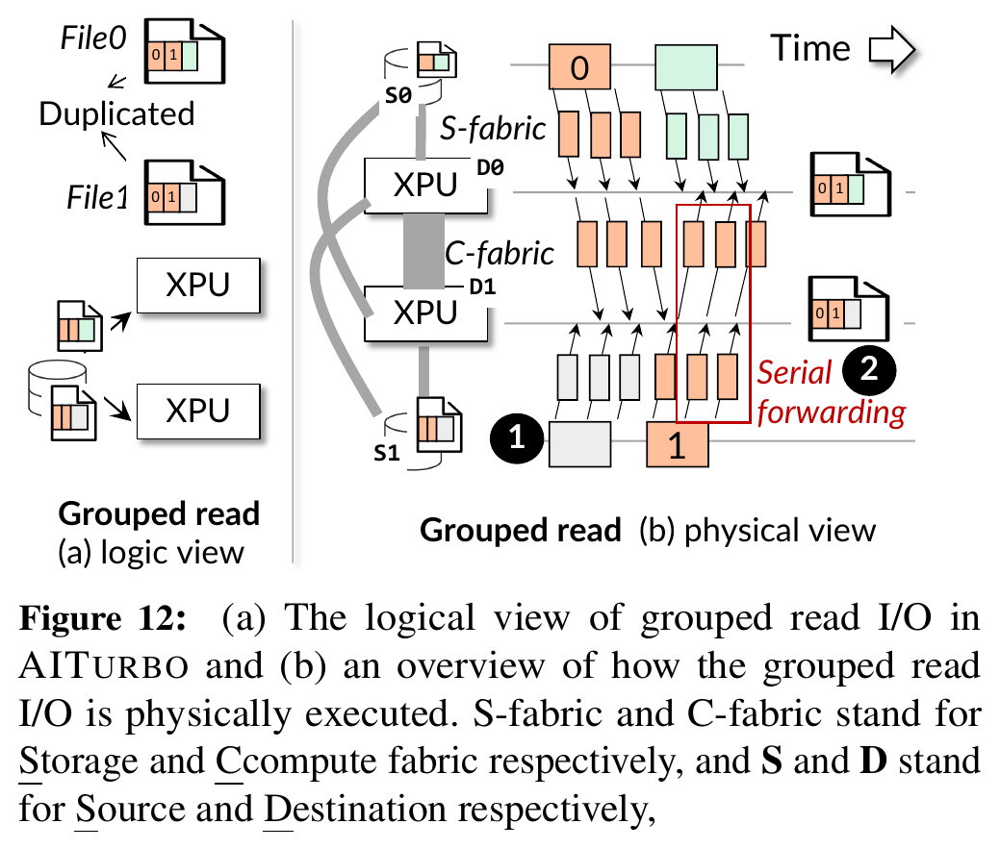 File0
0 1
Duplicated
File1
0 1
XPU
XPU
Grouped read
(a) logic view
Time
S0
0
S-fabric
XPU
D0
0 1
C-fabric
D1
XPU
0 1
Serial
2
forwarding
1
S1
1
Grouped read (b) physical view
Figure 12: (a) The logical view of grouped read I/O in
AITURBO and (b) an overview of how the grouped read
I/O is physically executed. S-fabric and C-fabric stand for
Storage and Ccompute fabric respectively, and S and D stand
for Source and Destination respectively,